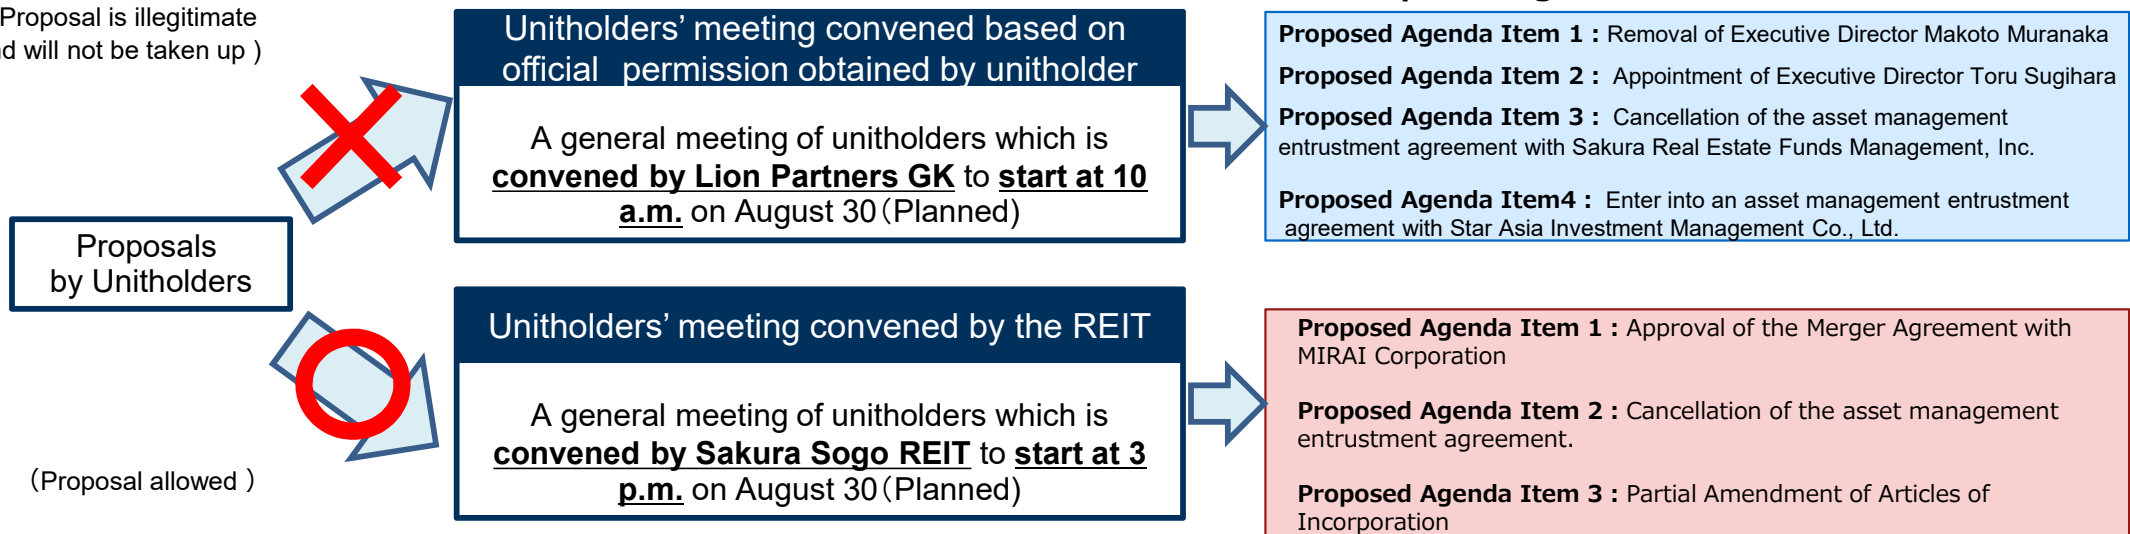 Proposal is illegitimate
d will not be taken up )
Proposals
by Unitholders
（Proposal allowed ）
Unitholders’ meeting convened based on
official permission obtained by unitholder
A general meeting of unitholders which is
convened by Lion Partners GK to start at 10
a.m. on August 30（Planned）
Unitholders’ meeting convened by the REIT
A general meeting of unitholders which is
convened by Sakura Sogo REIT to start at 3
p.m. on August 30（Planned）
Proposed Agenda Item 1 : Removal of Executive Director Makoto Muranaka
Proposed Agenda Item 2 : Appointment of Executive Director Toru Sugihara
Proposed Agenda Item 3 : Cancellation of the asset management
entrustment agreement with Sakura Real Estate Funds Management, Inc.
Proposed Agenda Item4 : Enter into an asset management entrustment
agreement with Star Asia Investment Management Co., Ltd.
Proposed Agenda Item 1 : Approval of the Merger Agreement with
MIRAI Corporation
Proposed Agenda Item 2 : Cancellation of the asset management
entrustment agreement.
Proposed Agenda Item 3 : Partial Amendment of Articles of
Incorporation